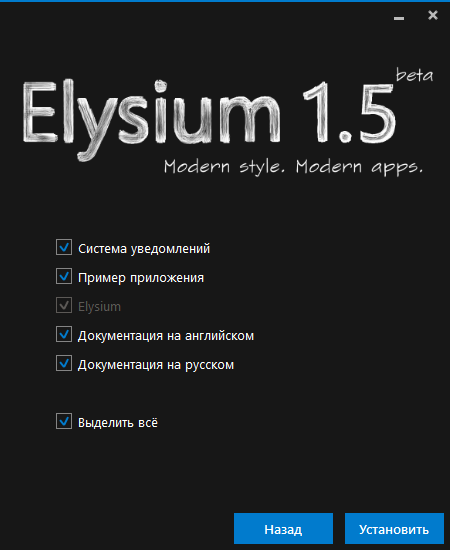 beta
Elysium 1.5
Modern style. Modern apps.
Система уведомлений
Пример приложения
Elysium
Документация на английском
Документация на русском
Выделить всё
Назад Установить